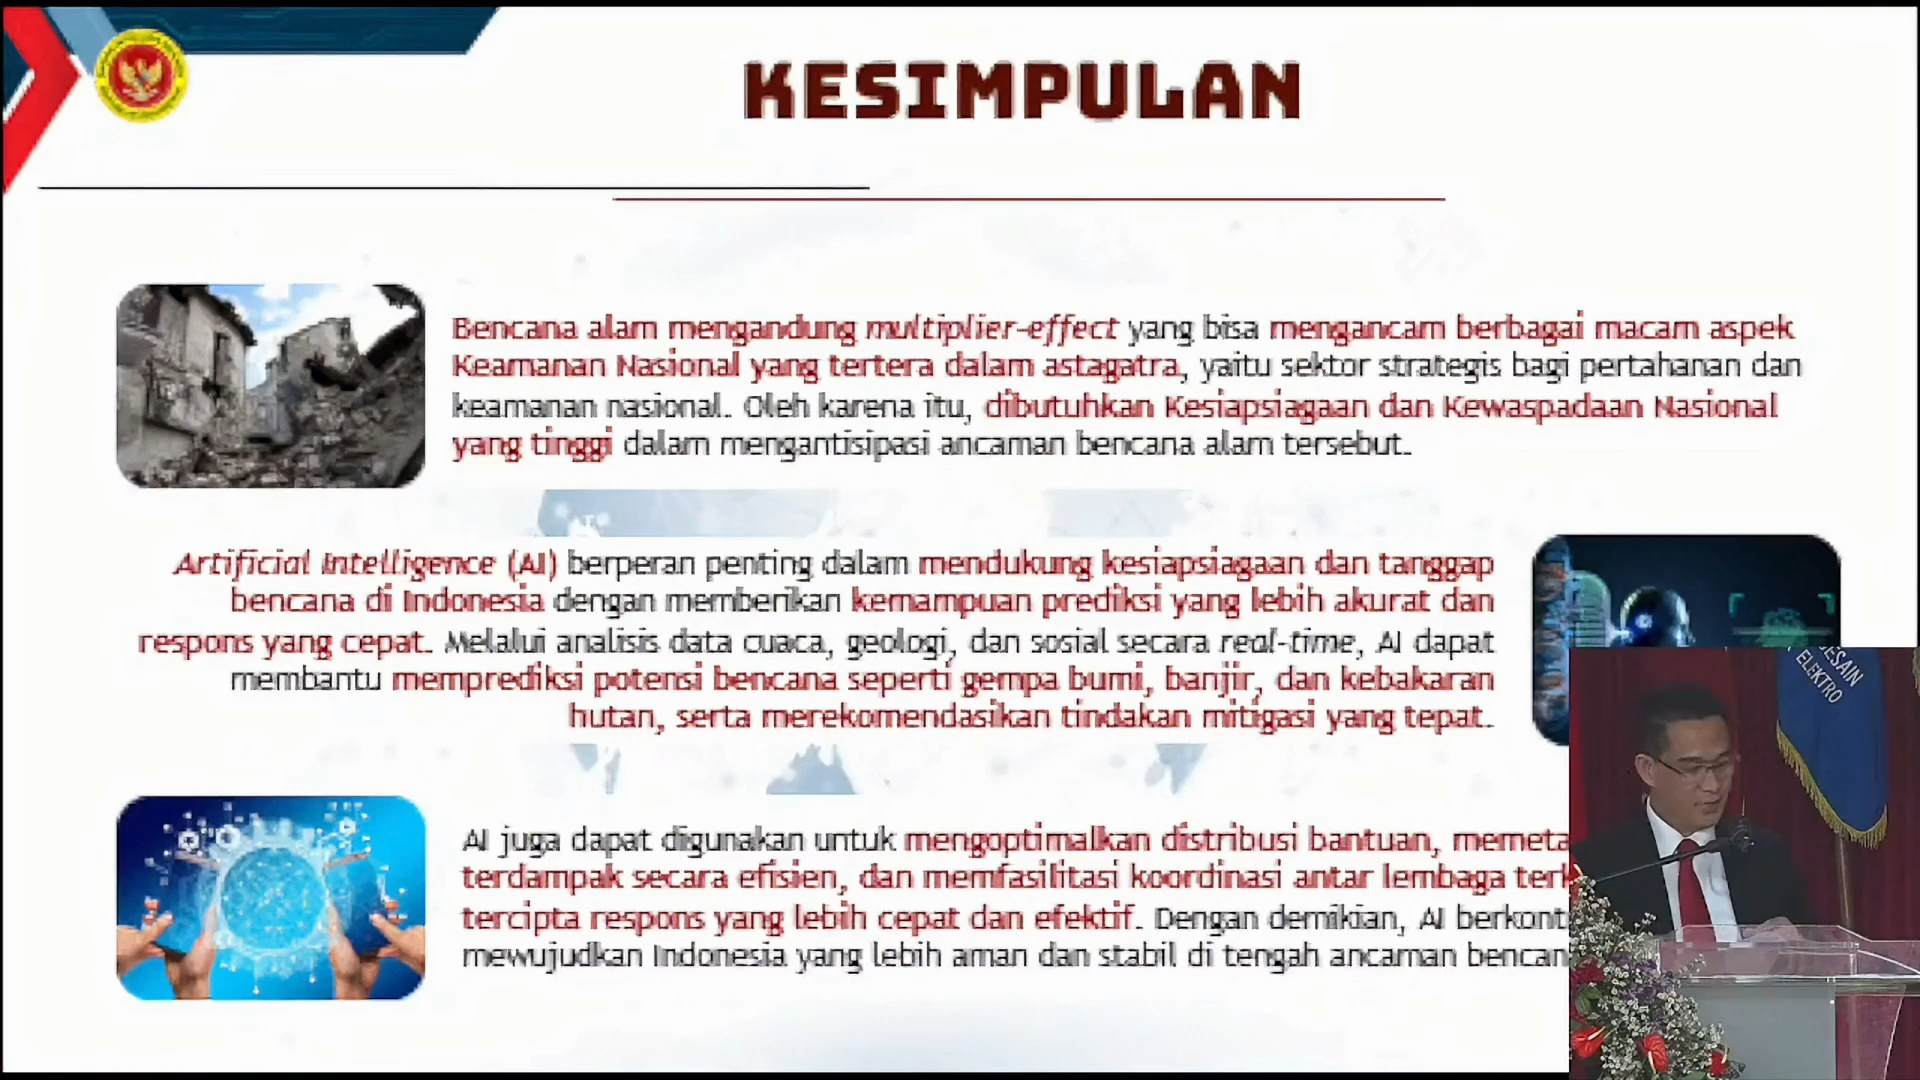 KESIMPULAN
Bencana alam mengandung multiplier-effect yang bisa mengancam berbagai macam aspek
Keamanan Nasional yang tertera dalam astagatra, yaitu sektor strategis bagi pertahanan dan
keamanan nasional. Oleh karena itu, dibutuhkan Kesiapsiagaan dan Kewaspadaan Nasional
yang tinggi dalam mengantisipasi ancaman bencana alam tersebut.
Artificial Intelligence (AI) berperan penting dalam mendukung kesiapsiagaan dan tanggap
bencana di Indonesia dengan memberikan kemampuan prediksi yang lebih akurat dan
respons yang cepat. Melalui analisis data cuaca, geologi, dan sosial secara real-time, AI dapat
membantu memprediksi potensi bencana seperti gempa bumi, banjir, dan kebakaran
hutan, serta merekomendasikan tindakan mitigasi yang tepat.
AI juga dapat digunakan untuk mengoptimalkan distribusi bantuan,
terdampak secara efisien, dan memfasilitasi koordinasi antar lembaga
tercipta respons yang lebih cepat dan efektif. Dengan demikian, AI
mewujudkan Indonesia yang lebih aman dan stabil di tengah ancaman
ELEKTRO